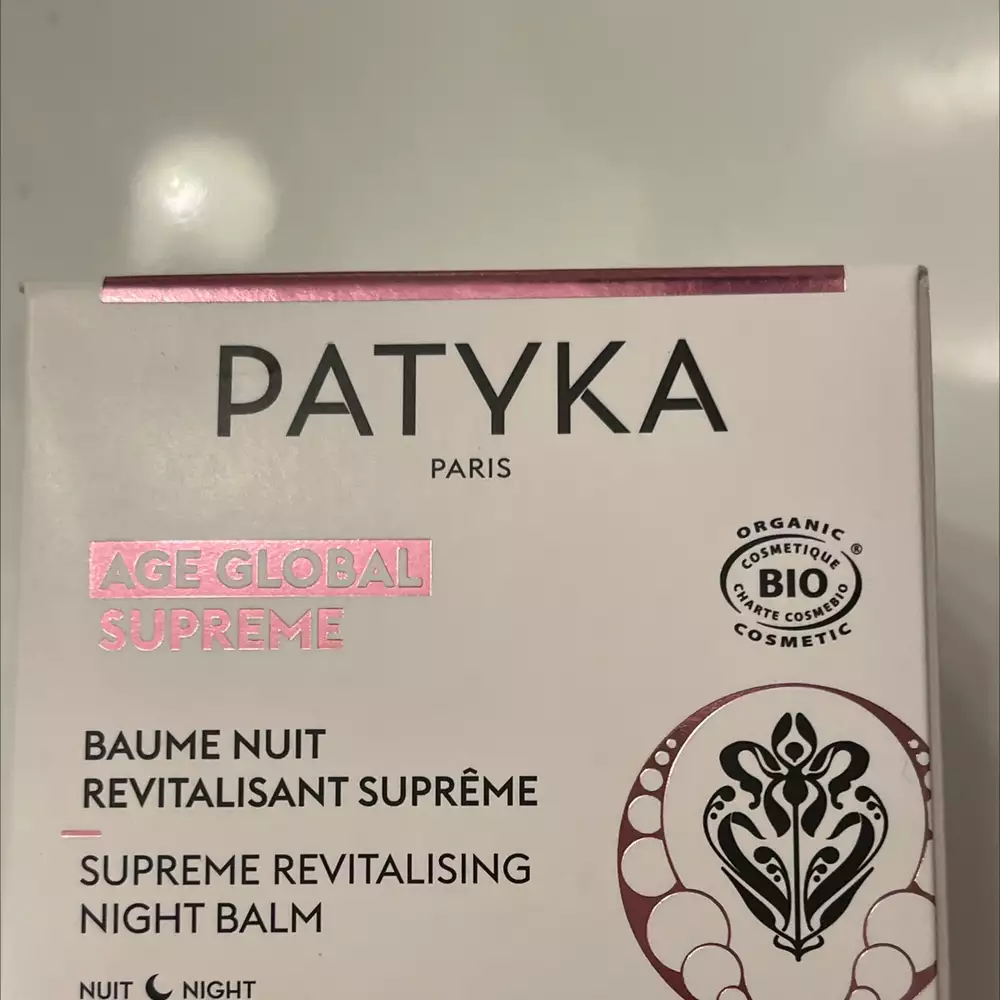 PATYKA
PARIS
AGE GLOBAL
SUPREME
ORGANIC
COSMETIQUE ®
BIO
CHARTE COSMEBIO
COSMETIC
BAUME NUIT
REVITALISANT SUPRÊME
SUPREME REVITALISING
NIGHT BALM
NUIT NIGHT